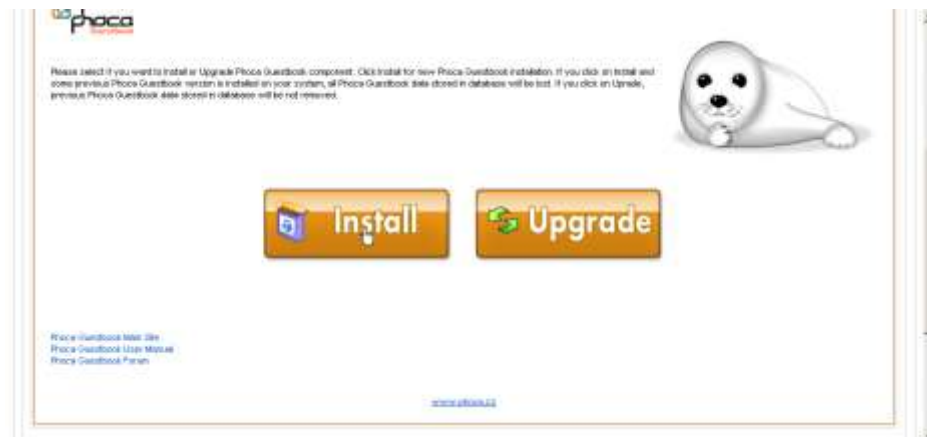 phoca
Guestbook
Please select if you want to Install or Upgrade Phoca Guestbook component. Click Install for new Phoca Guestbook installation. If you click on Install and
some previous Phoca Guestbook version is installed on your system, all Phoca Guestbook data stored in database will be lost. If you click on Uprade,
previous Phoca Guestbook data stored in database will be not removed.
Install
Upgrade
Phoca Guestbook Main Site
Phoca Guestbook User Manual
Phoca Guestbook Forum
www.phoca.cz